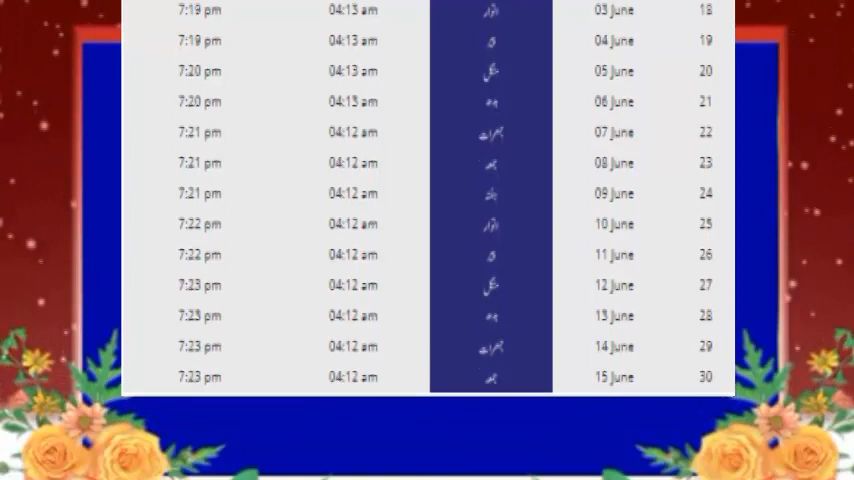 7:19 pm 04:13 am اتوار 03 June 18
7:19 pm 04:13 am پیر 04 June 19
7:20 pm 04:13 am منگل 05 June 20
7:20 pm 04:13 am بدھ 06 June 21
7:21 pm 04:12 am جمعرات 07 June 22
7:21 pm 04:12 am جمعہ 08 June 23
7:21 pm 04:12 am ہفتہ 09 June 24
7:22 pm 04:12 am اتوار 10 June 25
7:22 pm 04:12 am پیر 11 June 26
7:23 pm 04:12 am منگل 12 June 27
7:23 pm 04:12 am بدھ 13 June 28
7:23 pm 04:12 am جمعرات 14 June 29
7:23 pm 04:12 am جمعہ 15 June 30